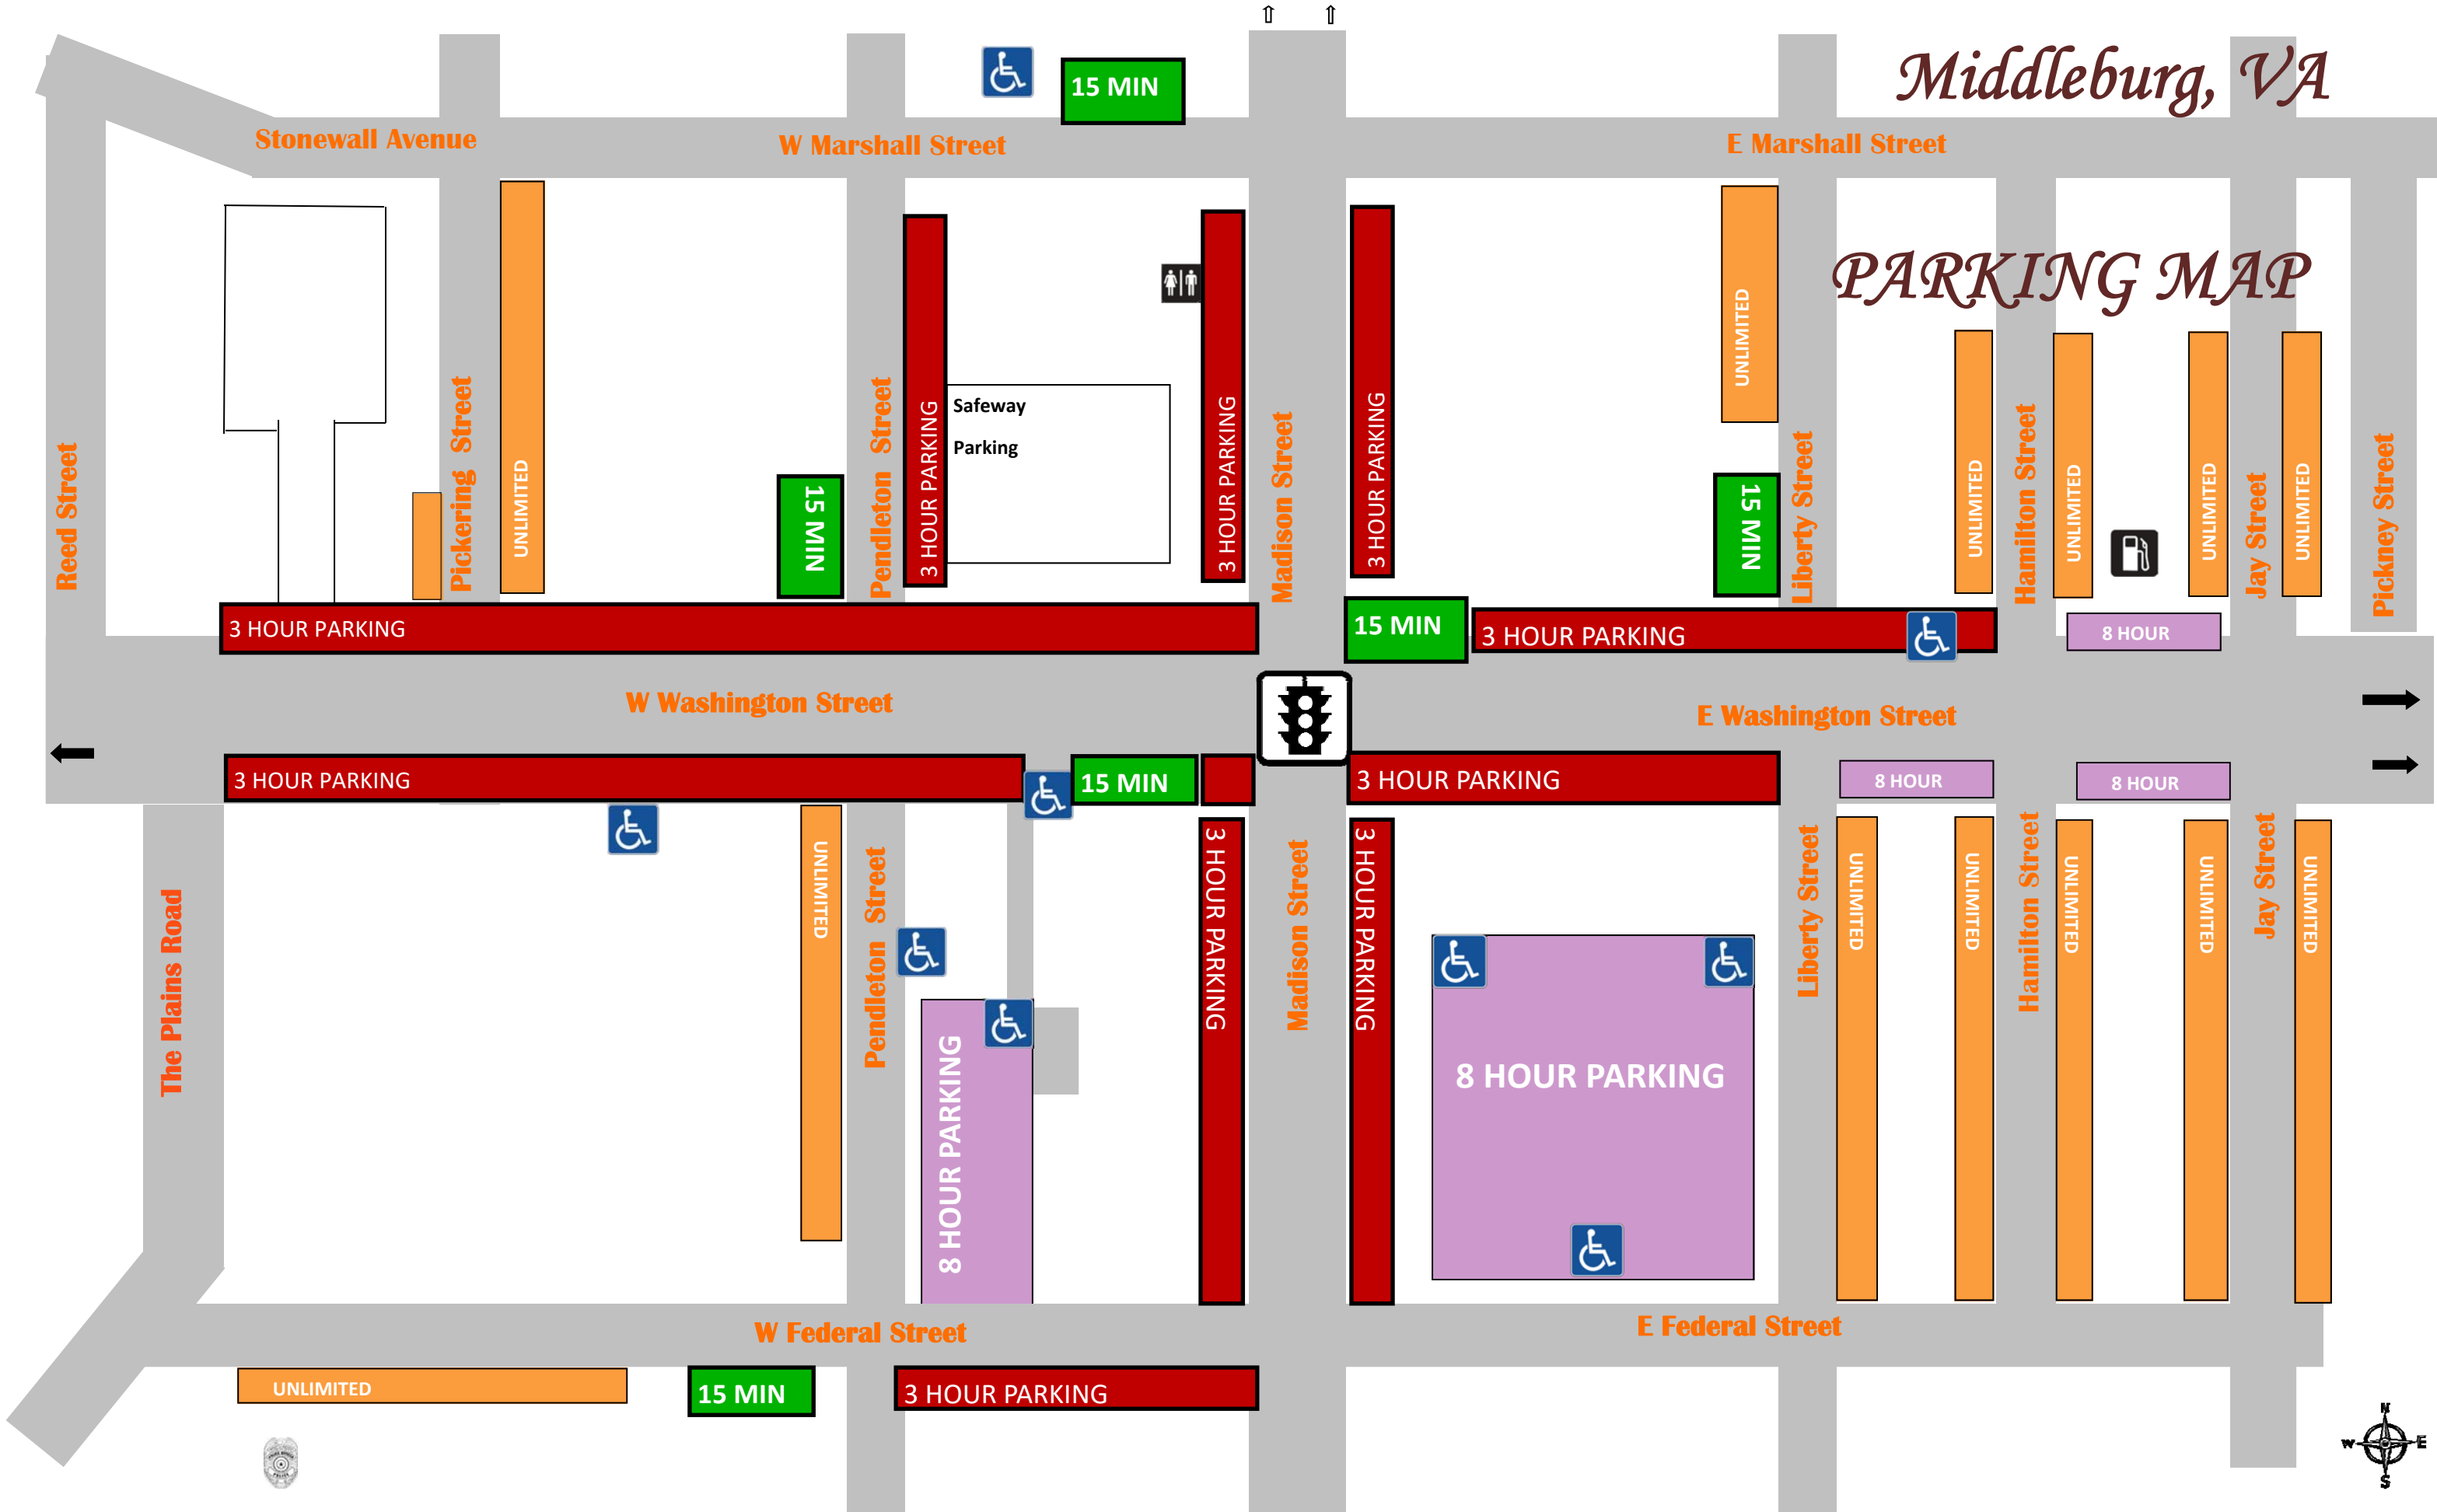 Middleburg, VA
15 MIN
Stonewall Avenue
W Marshall Street
E Marshall Street
PARKING MAP
UNLIMITED
Safeway
Parking
Reed Street
Pickering Street
UNLIMITED
15 MIN
Pendleton Street
3 HOUR PARKING
3 HOUR PARKING
Madison Street
3 HOUR PARKING
15 MIN
Liberty Street
UNLIMITED
Hamilton Street
UNLIMITED
UNLIMITED
Jay Street
UNLIMITED
Pickney Street
3 HOUR PARKING
15 MIN
3 HOUR PARKING
8 HOUR
W Washington Street
E Washington Street
3 HOUR PARKING
15 MIN
3 HOUR PARKING
8 HOUR
8 HOUR
The Plains Road
UNLIMITED
Pendleton Street
8 HOUR PARKING
3 HOUR PARKING
Madison Street
3 HOUR PARKING
8 HOUR PARKING
Liberty Street
UNLIMITED
UNLIMITED
Hamilton Street
UNLIMITED
UNLIMITED
Jay Street
UNLIMITED
W Federal Street
E Federal Street
UNLIMITED
15 MIN
3 HOUR PARKING
N
W
E
S